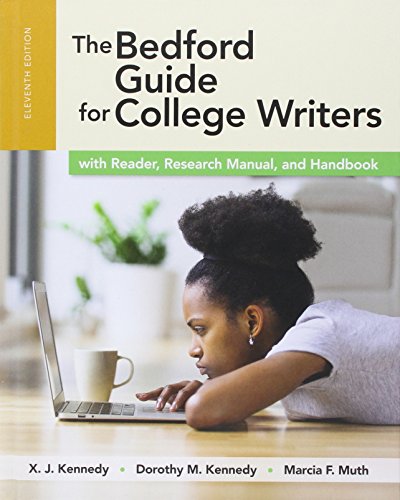 ELEVENTH EDITION
The Bedford
Guide
for College Writers
with Reader, Research Manual, and Handbook
X. J. Kennedy • Dorothy M. Kennedy • Marcia F. Muth